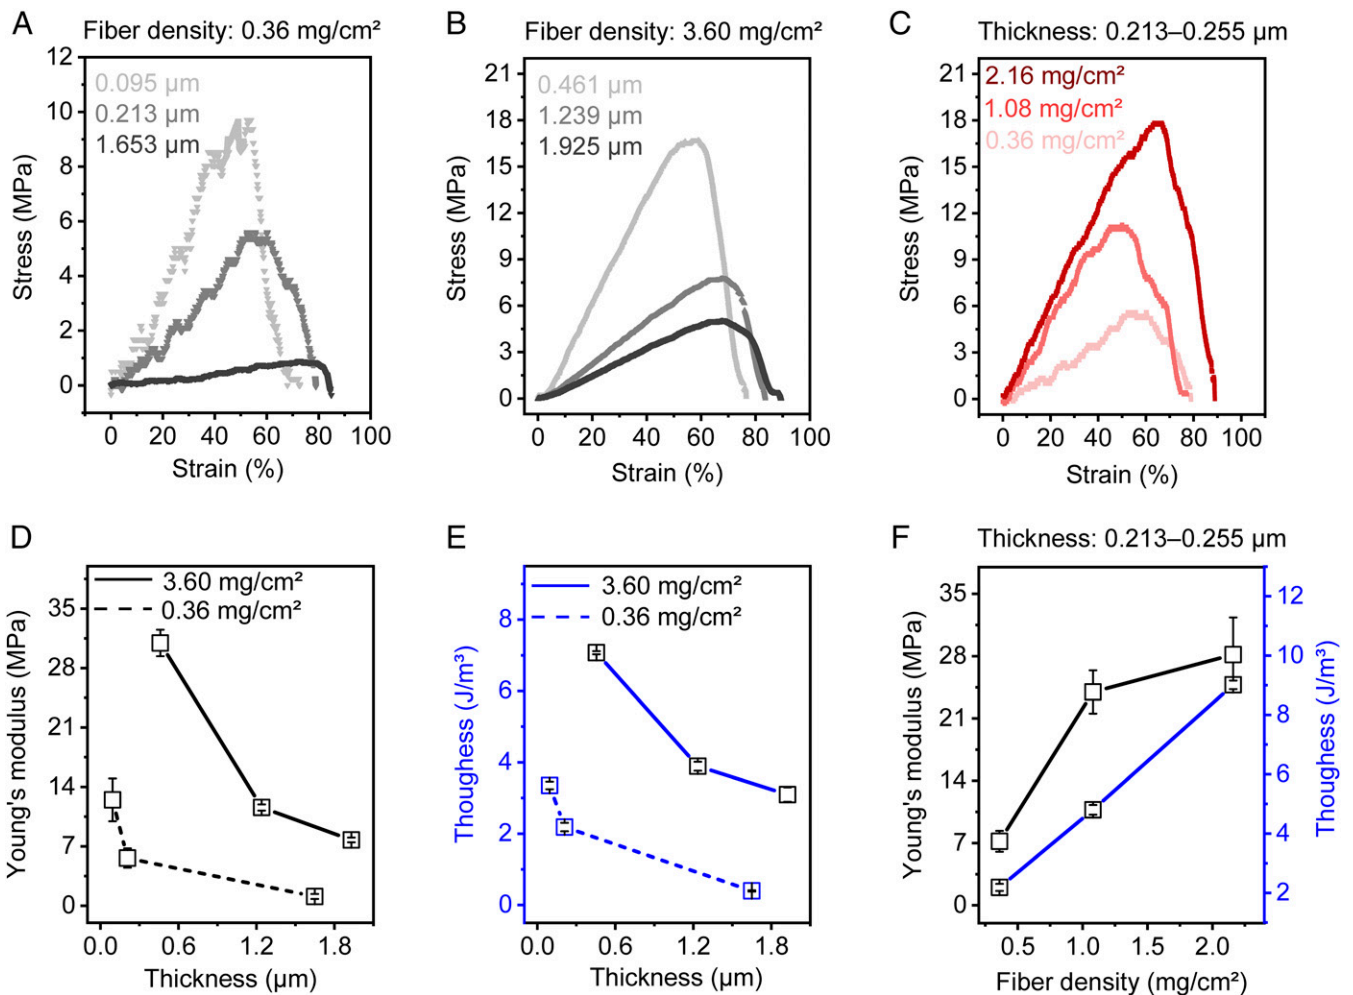 A
Fiber density: 0.36 mg/cm²
12
10
8
6
4
2
0
Stress (MPa)
0.095 µm
0.213 µm
1.653 µm
0 20 40 60 80 100
Strain (%)
B
Fiber density: 3.60 mg/cm²
21
18
15
12
9
6
3
0
Stress (MPa)
0.461 µm
1.239 µm
1.925 µm
0 20 40 60 80 100
Strain (%)
C
Thickness: 0.213–0.255 µm
21
18
15
12
9
6
3
0
Stress (MPa)
2.16 mg/cm²
1.08 mg/cm²
0.36 mg/cm²
0 20 40 60 80 100
Strain (%)
D
35
28
21
14
7
0
Young's modulus (MPa)
3.60 mg/cm²
0.36 mg/cm²
0.0 0.6 1.2 1.8
Thickness (µm)
E
8
6
4
2
0
Thoughess (J/m³)
3.60 mg/cm²
0.36 mg/cm²
0.0 0.6 1.2 1.8
Thickness (µm)
F
Thickness: 0.213–0.255 µm
35
28
21
14
7
0
Young's modulus (MPa)
12
10
8
6
4
2
Thoughess (J/m³)
0.5 1.0 1.5 2.0
Fiber density (mg/cm²)